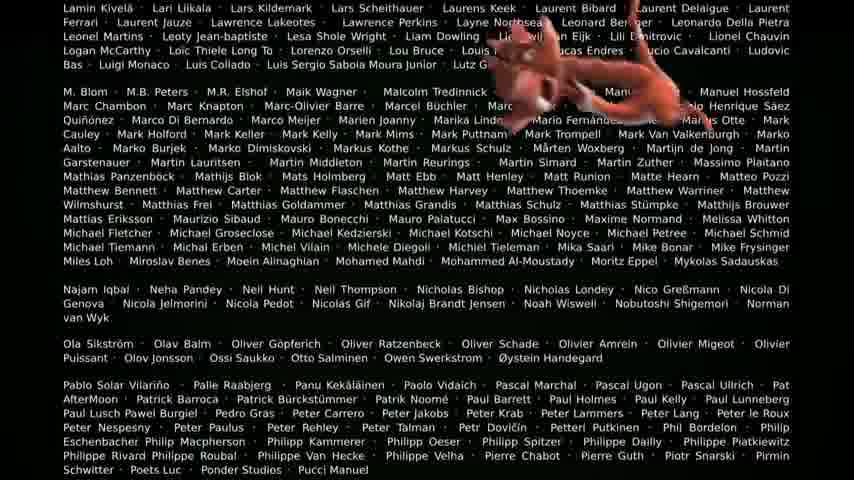 Lamin Kivelä · Lari Liikala · Lars Kildemark · Lars Scheithauer · Laurens Keek · Laurent Bibard · Laurent Delaigue · Laurent
Ferrari · Laurent Jauze · Lawrence Lakeotes · Lawrence Perkins · Layne · Leonard · Leonardo Della Pietra
Leonel Martins · Leoty Jean-baptiste · Lesa Shole Wright · Liam Dowling · Eijk · Lili Dimitrovic · Lionel Chauvin
Logan McCarthy · Loïc Thiele Long To · Lorenzo Orselli · Lou Bruce · Louis · Lucas Endres · Lucio Cavalcanti · Ludovic
Bas · Luigi Monaco · Luis Collado · Luis Sergio Saboia Moura Junior · Lutz
M. Blom · M.B. Peters · M.R. Elshof · Maik Wagner · Malcolm Tredinnick · Manuel Hossfeld
Marc Chambon · Marc Knapton · Marc-Olivier Barre · Marcel Büchler · Henrique Sáez
Quiñónez · Marco Di Bernardo · Marco Meijer · Marien Joanny · Marika · Mario · Marius Otte · Mark
Cauley · Mark Holford · Mark Keller · Mark Kelly · Mark Mims · Mark Puttnam · Mark Trompell · Mark Van Valkenburgh · Marko
Aalto · Marko Burjek · Marko Dimiskovski · Markus Kothe · Markus Schulz · Mårten Woxberg · Martijn de Jong · Martin
Garstenauer · Martin Lauritsen · Martin Middleton · Martin Reurings · Martin Simard · Martin Zuther · Massimo Plaitano
Mathias Panzenböck · Mathijs Blok · Mats Holmberg · Matt Ebb · Matt Henley · Matt Runion · Matte Hearn · Matteo Pozzi
Matthew Bennett · Matthew Carter · Matthew Flaschen · Matthew Harvey · Matthew Thoemke · Matthew Warriner · Matthew
Wilmshurst · Matthias Frei · Matthias Goldammer · Matthias Grandis · Matthias Schulz · Matthias Stümpke · Matthijs Brouwer
Mattias Eriksson · Maurizio Sibaud · Mauro Bonecchi · Mauro Palatucci · Max Bossino · Maxime Normand · Melissa Whitton
Michael Fletcher · Michael Groseclose · Michael Kedzierski · Michael Kotschi · Michael Noyce · Michael Petree · Michael Schmid
Michael Tiemann · Michal Erben · Michel Vilain · Michele Diegoli · Michiel Tieleman · Mika Saari · Mike Bonar · Mike Frysinger
Miles Loh · Miroslav Benes · Moein Alinaghian · Mohamed Mahdi · Mohammed Al-Moustady · Moritz Eppel · Mykolas Sadauskas
Najam Iqbal · Neha Pandey · Neil Hunt · Neil Thompson · Nicholas Bishop · Nicholas Londey · Nico Greßmann · Nicola Di
Genova · Nicola Jelmorini · Nicola Pedot · Nicolas Gif · Nikolaj Brandt Jensen · Noah Wiswell · Nobutoshi Shigemori · Norman
van Wyk
Ola Sikström · Olav Balm · Oliver Göpferich · Oliver Ratzenbeck · Oliver Schade · Olivier Amrein · Olivier Migeot · Olivier
Puissant · Olov Jonsson · Ossi Saukko · Otto Salminen · Owen Swerkstrom · Øystein Handegard
Pablo Solar Vilariño · Palle Raabjerg · Panu Kekäläinen · Paolo Vidaich · Pascal Marchal · Pascal Ugon · Pascal Ullrich · Pat
AfterMoon · Patrick Barroca · Patrick Bürckstümmer · Patrik Noomé · Paul Barrett · Paul Holmes · Paul Kelly · Paul Lunneberg
Paul Lusch Pawel Burgiel · Pedro Gras · Peter Carrero · Peter Jakobs · Peter Krab · Peter Lammers · Peter Lang · Peter le Roux
Peter Nespesny · Peter Paulus · Peter Rehley · Peter Talman · Petr Dovičín · Petteri Putkinen · Phil Bordelon · Philip
Eschenbacher Philip Macpherson · Philipp Kammerer · Philipp Oeser · Philipp Spitzer · Philippe Dailly · Philippe Piatkiewitz
Philippe Rivard Philippe Roubal · Philippe Van Hecke · Philippe Velha · Pierre Chabot · Pierre Guth · Piotr Snarski · Pirmin
Schwitter · Poets Luc · Ponder Studios · Pucci Manuel